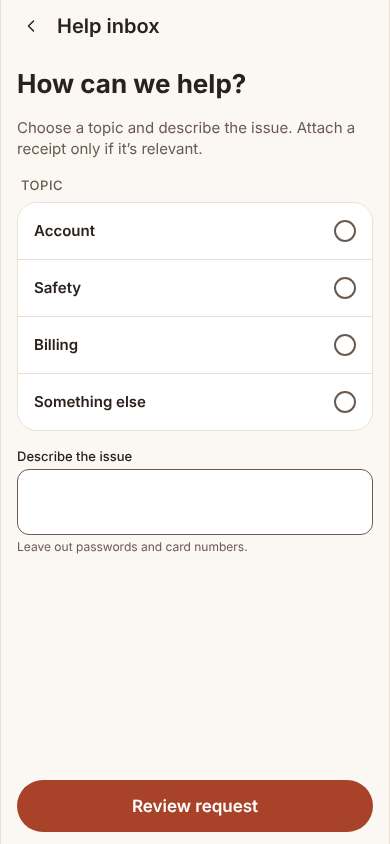 Help inbox
How can we help?
Choose a topic and describe the issue. Attach a
receipt only if it’s relevant.
TOPIC
Account
Safety
Billing
Something else
Describe the issue
Leave out passwords and card numbers.
Review request